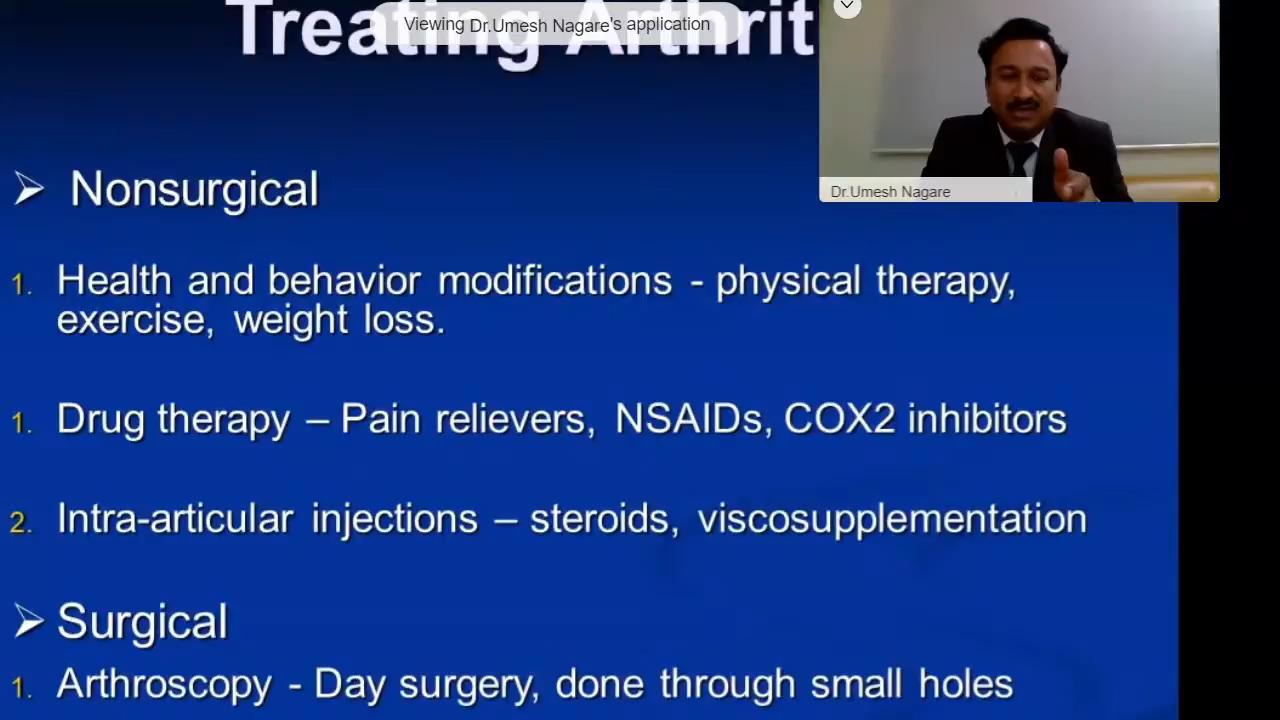 Treating Arthrit
Viewing Dr.Umesh Nagare's application
Dr.Umesh Nagare
➢ Nonsurgical
1. Health and behavior modifications - physical therapy,
exercise, weight loss.
1. Drug therapy – Pain relievers, NSAIDs, COX2 inhibitors
2. Intra-articular injections – steroids, viscosupplementation
➢ Surgical
1. Arthroscopy - Day surgery, done through small holes